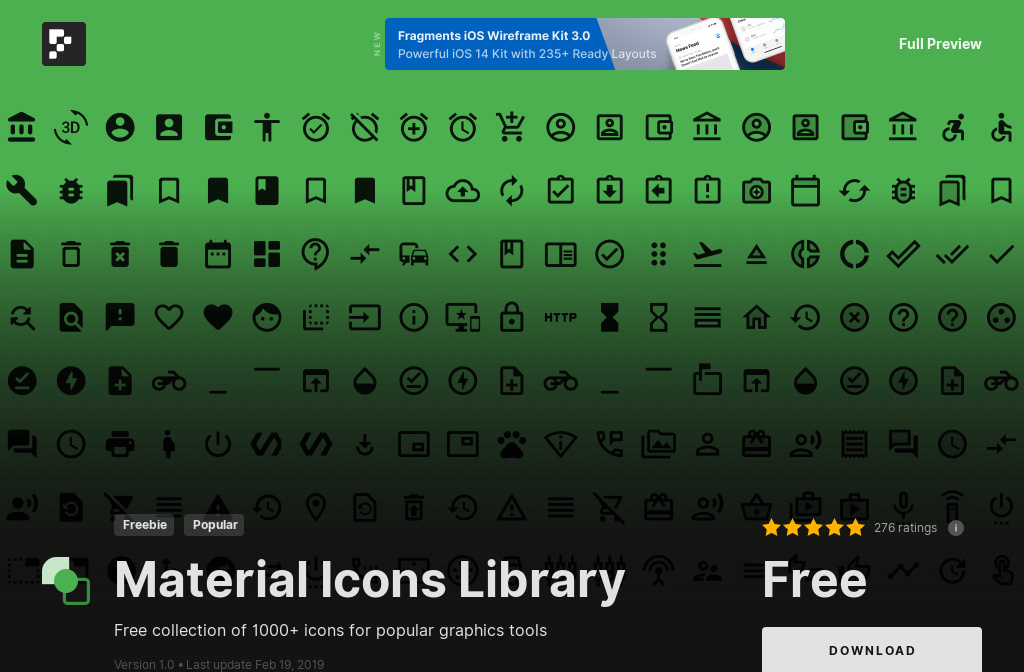 NEW
Fragments iOS Wireframe Kit 3.0
Powerful iOS 14 Kit with 235+ Ready Layouts
News Feed
Full Preview
3D
HTTP
Freebie
Popular
276 ratings
i
Material Icons Library
Free
Free collection of 1000+ icons for popular graphics tools
DOWNLOAD
Version 1.0 • Last update Feb 19, 2019